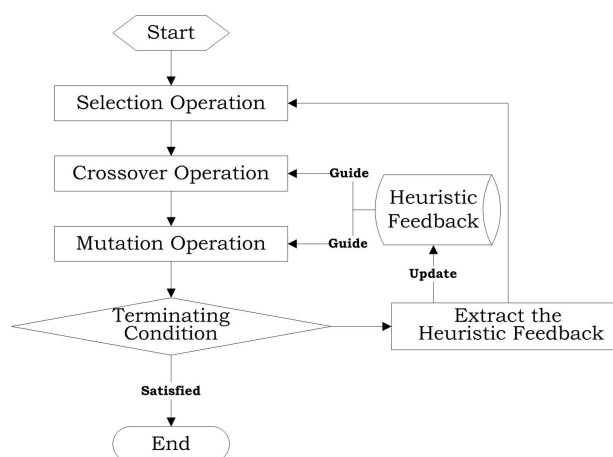 Start
Selection Operation
Crossover Operation
Guide
Heuristic
Feedback
Mutation Operation
Guide
Update
Terminating
Condition
Extract the
Heuristic Feedback
Satisfied
End